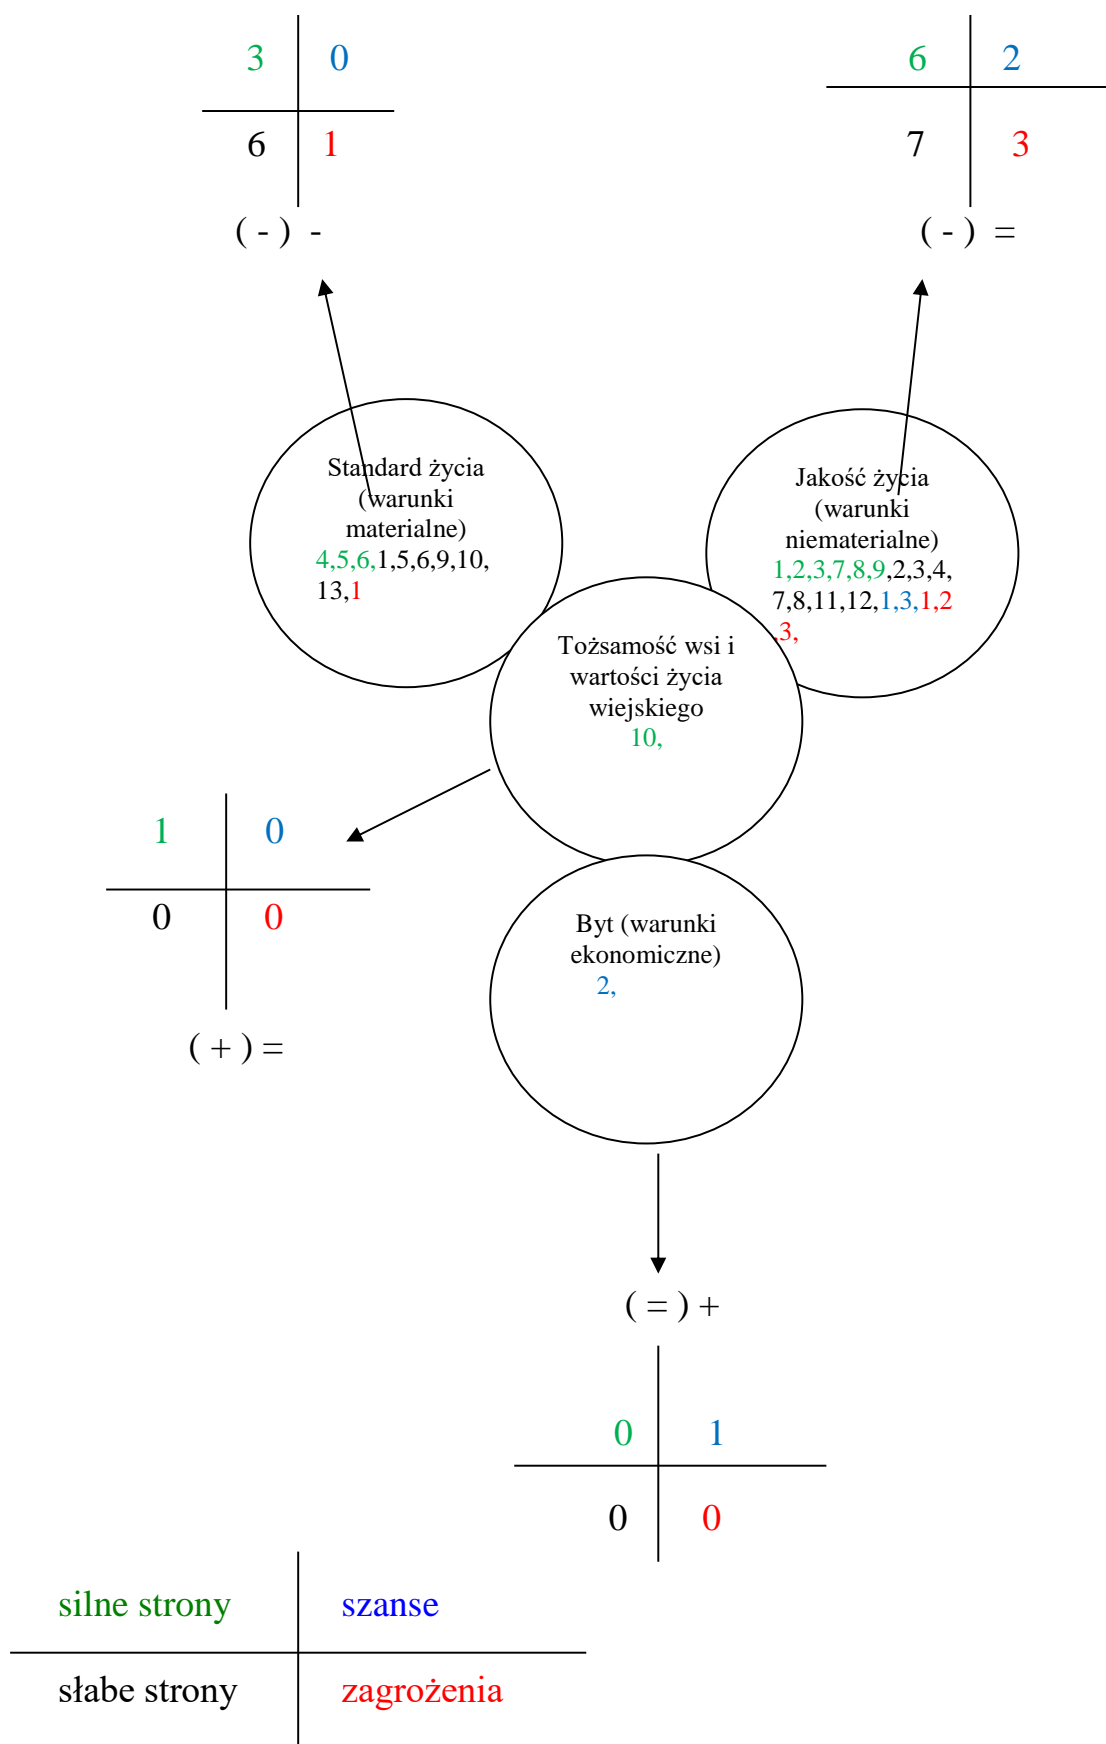 3 0
6 1
( - ) -
6 2
7 3
( - ) =
Standard życia
(warunki
materialne)
4,5,6,1,5,6,9,10,
13,1
Jakość życia
(warunki
niematerialne)
1,2,3,7,8,9,2,3,4,
7,8,11,12,1,3,1,2
,3,
Tożsamość wsi i
wartości życia
wiejskiego
10,
1 0
0 0
( + ) =
Byt (warunki
ekonomiczne)
2,
( = ) +
0 1
0 0
silne strony szanse
słabe strony zagrożenia